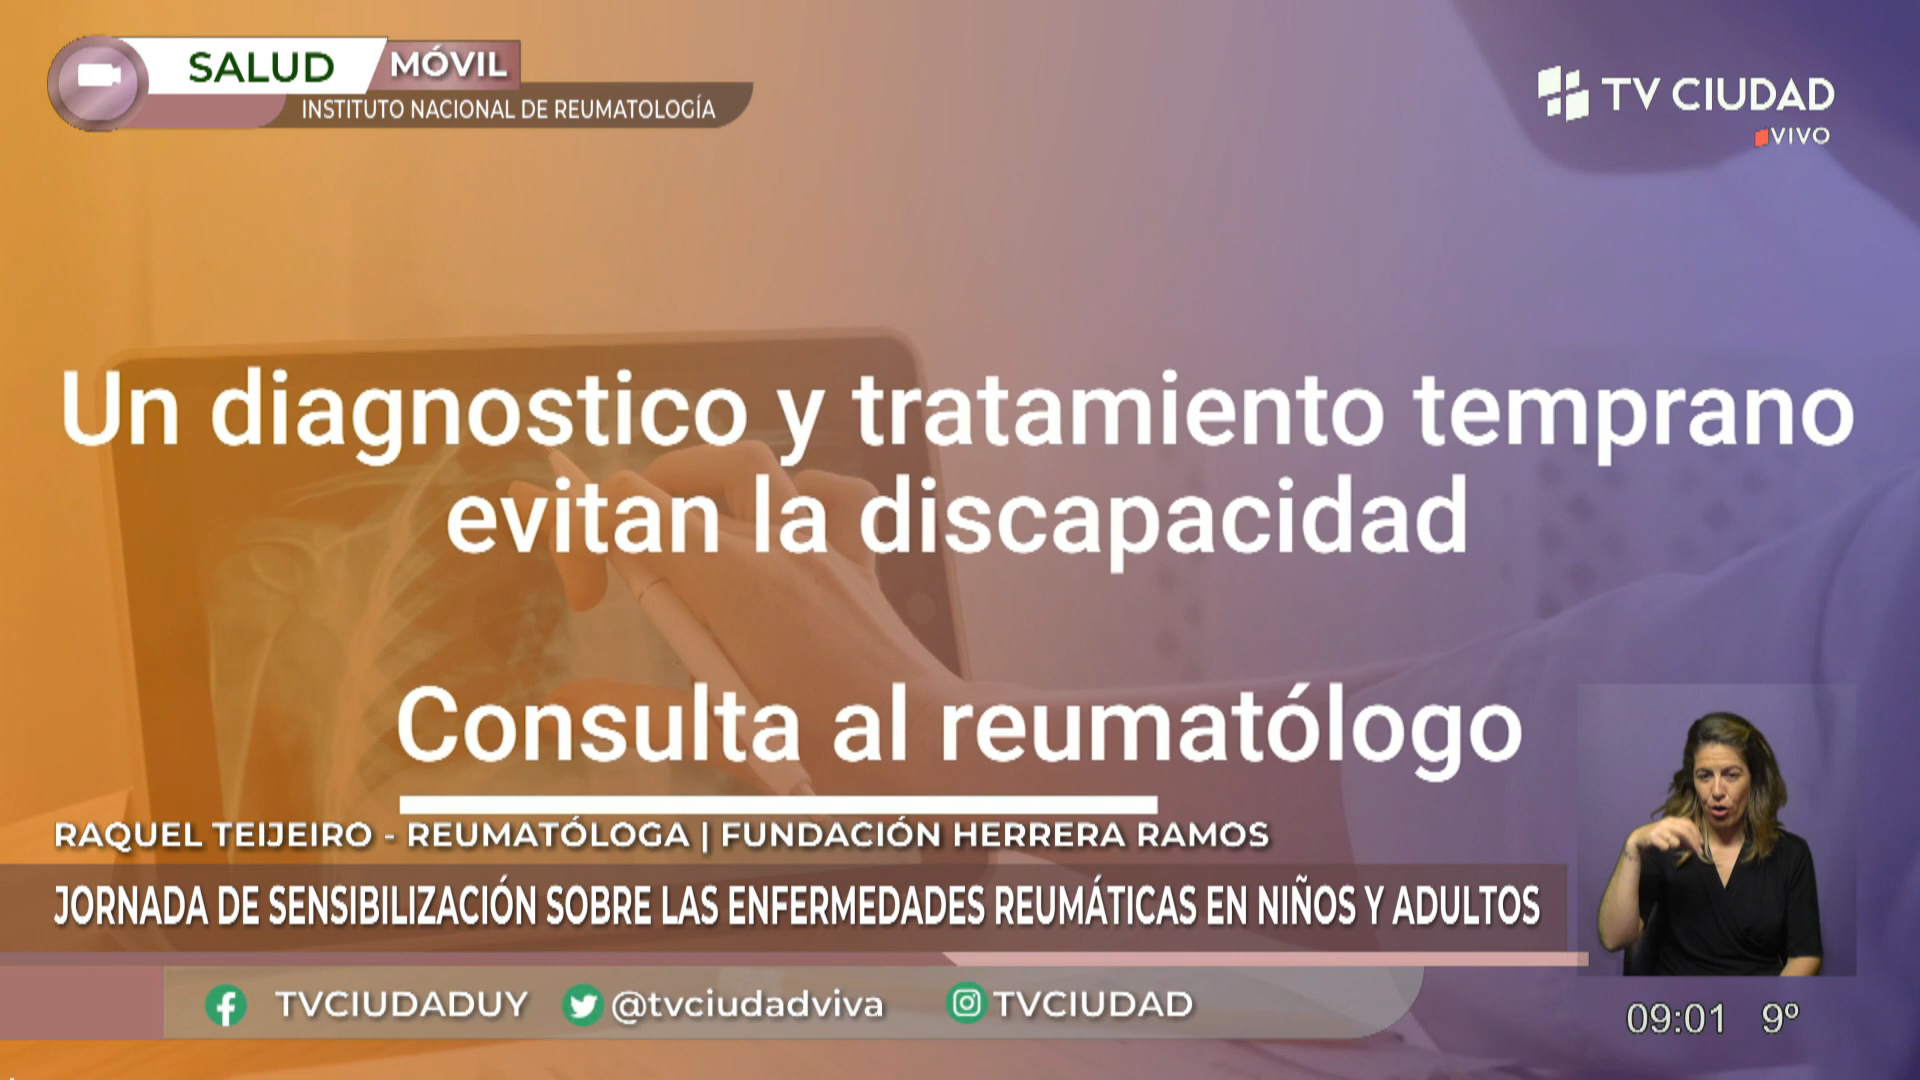 SALUD MÓVIL
INSTITUTO NACIONAL DE REUMATOLOGÍA
TV CIUDAD
VIVO
Un diagnostico y tratamiento temprano
evitan la discapacidad
Consulta al reumatólogo
RAQUEL TEIJEIRO - REUMATÓLOGA | FUNDACIÓN HERRERA RAMOS
JORNADA DE SENSIBILIZACIÓN SOBRE LAS ENFERMEDADES REUMÁTICAS EN NIÑOS Y ADULTOS
TVCIUDADUY @tvciudadviva TVCIUDAD
09:01 9º